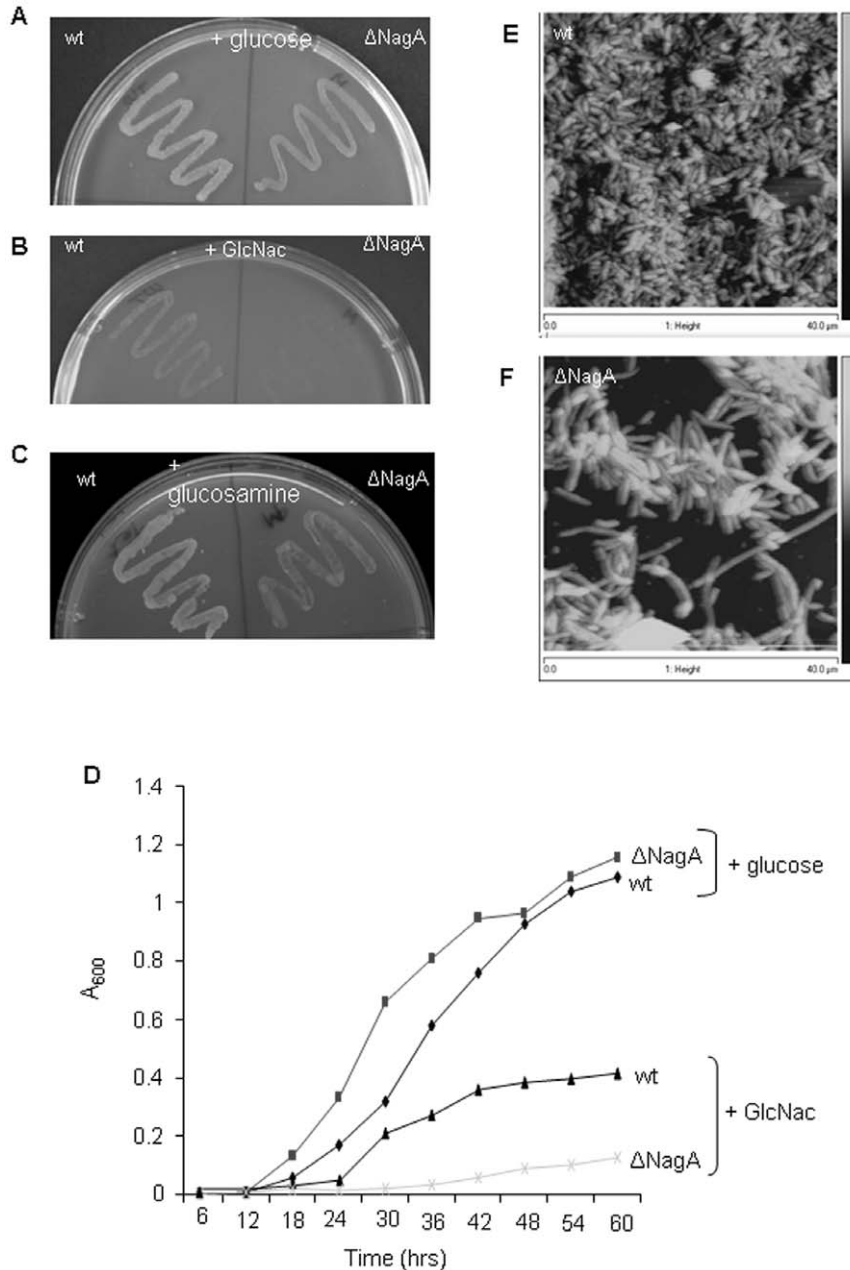 A
wt
+ glucose
ΔNagA
B
wt
+ GlcNac
ΔNagA
C
wt
+
glucosamine
ΔNagA
E
wt
0.0
1: Height
40.0 µm
F
ΔNagA
0.0
1: Height
40.0 µm
D
1.4
1.2
1
0.8
0.6
0.4
0.2
0
A600
6 12 18 24 30 36 42 48 54 60
Time (hrs)
ΔNagA
wt
+ glucose
wt
ΔNagA
+ GlcNac